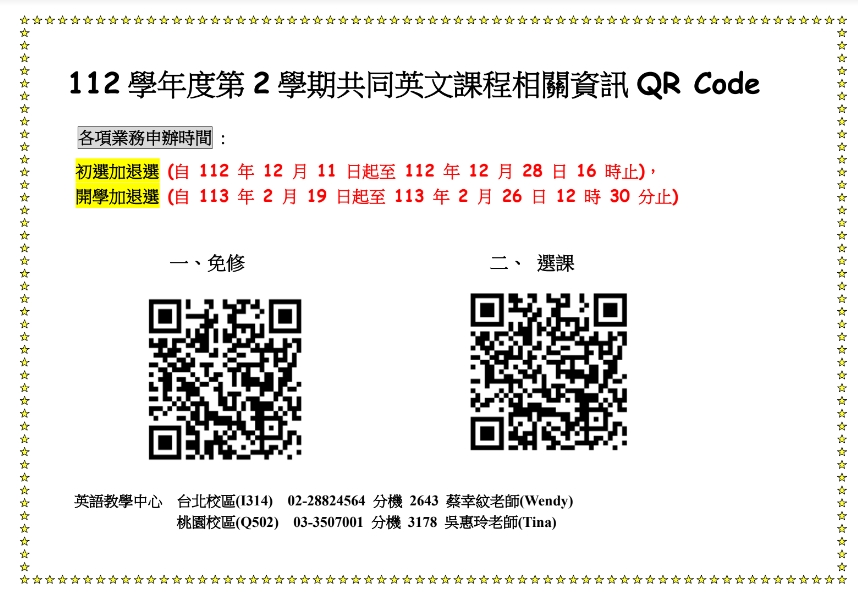 112 學年度第 2 學期共同英文課程相關資訊 QR Code
各項業務申辦時間：
初選加退選 (自 112 年 12 月 11 日起至 112 年 12 月 28 日 16 時止)，
開學加退選 (自 113 年 2 月 19 日起至 113 年 2 月 26 日 12 時 30 分止)
一、免修
二、 選課
英語教學中心 台北校區(I314) 02-28824564 分機 2643 蔡幸紋老師(Wendy)
桃園校區(Q502) 03-3507001 分機 3178 吳惠玲老師(Tina)